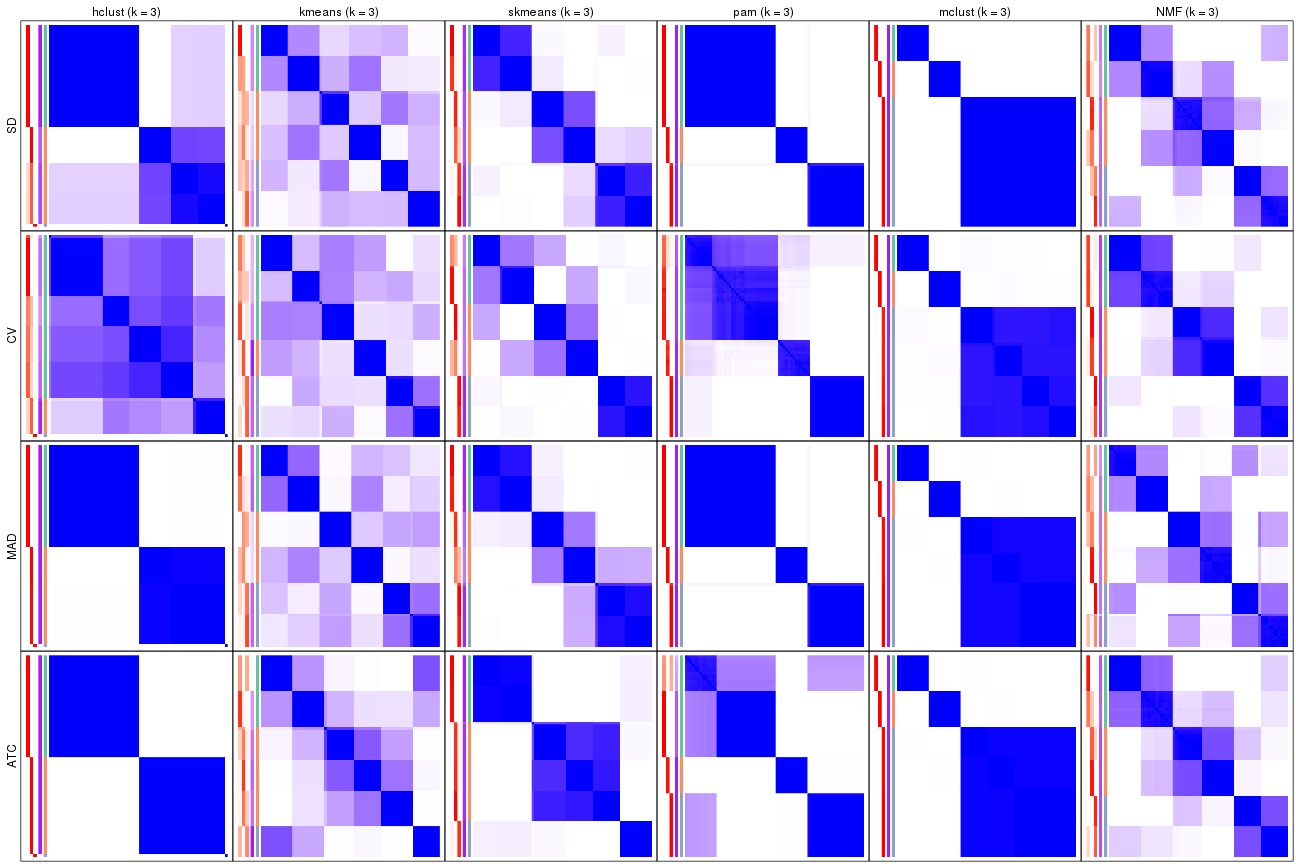 hclust (k = 3)
kmeans (k = 3)
skmeans (k = 3)
pam (k = 3)
mclust (k = 3)
NMF (k = 3)
SD
CV
MAD
ATC